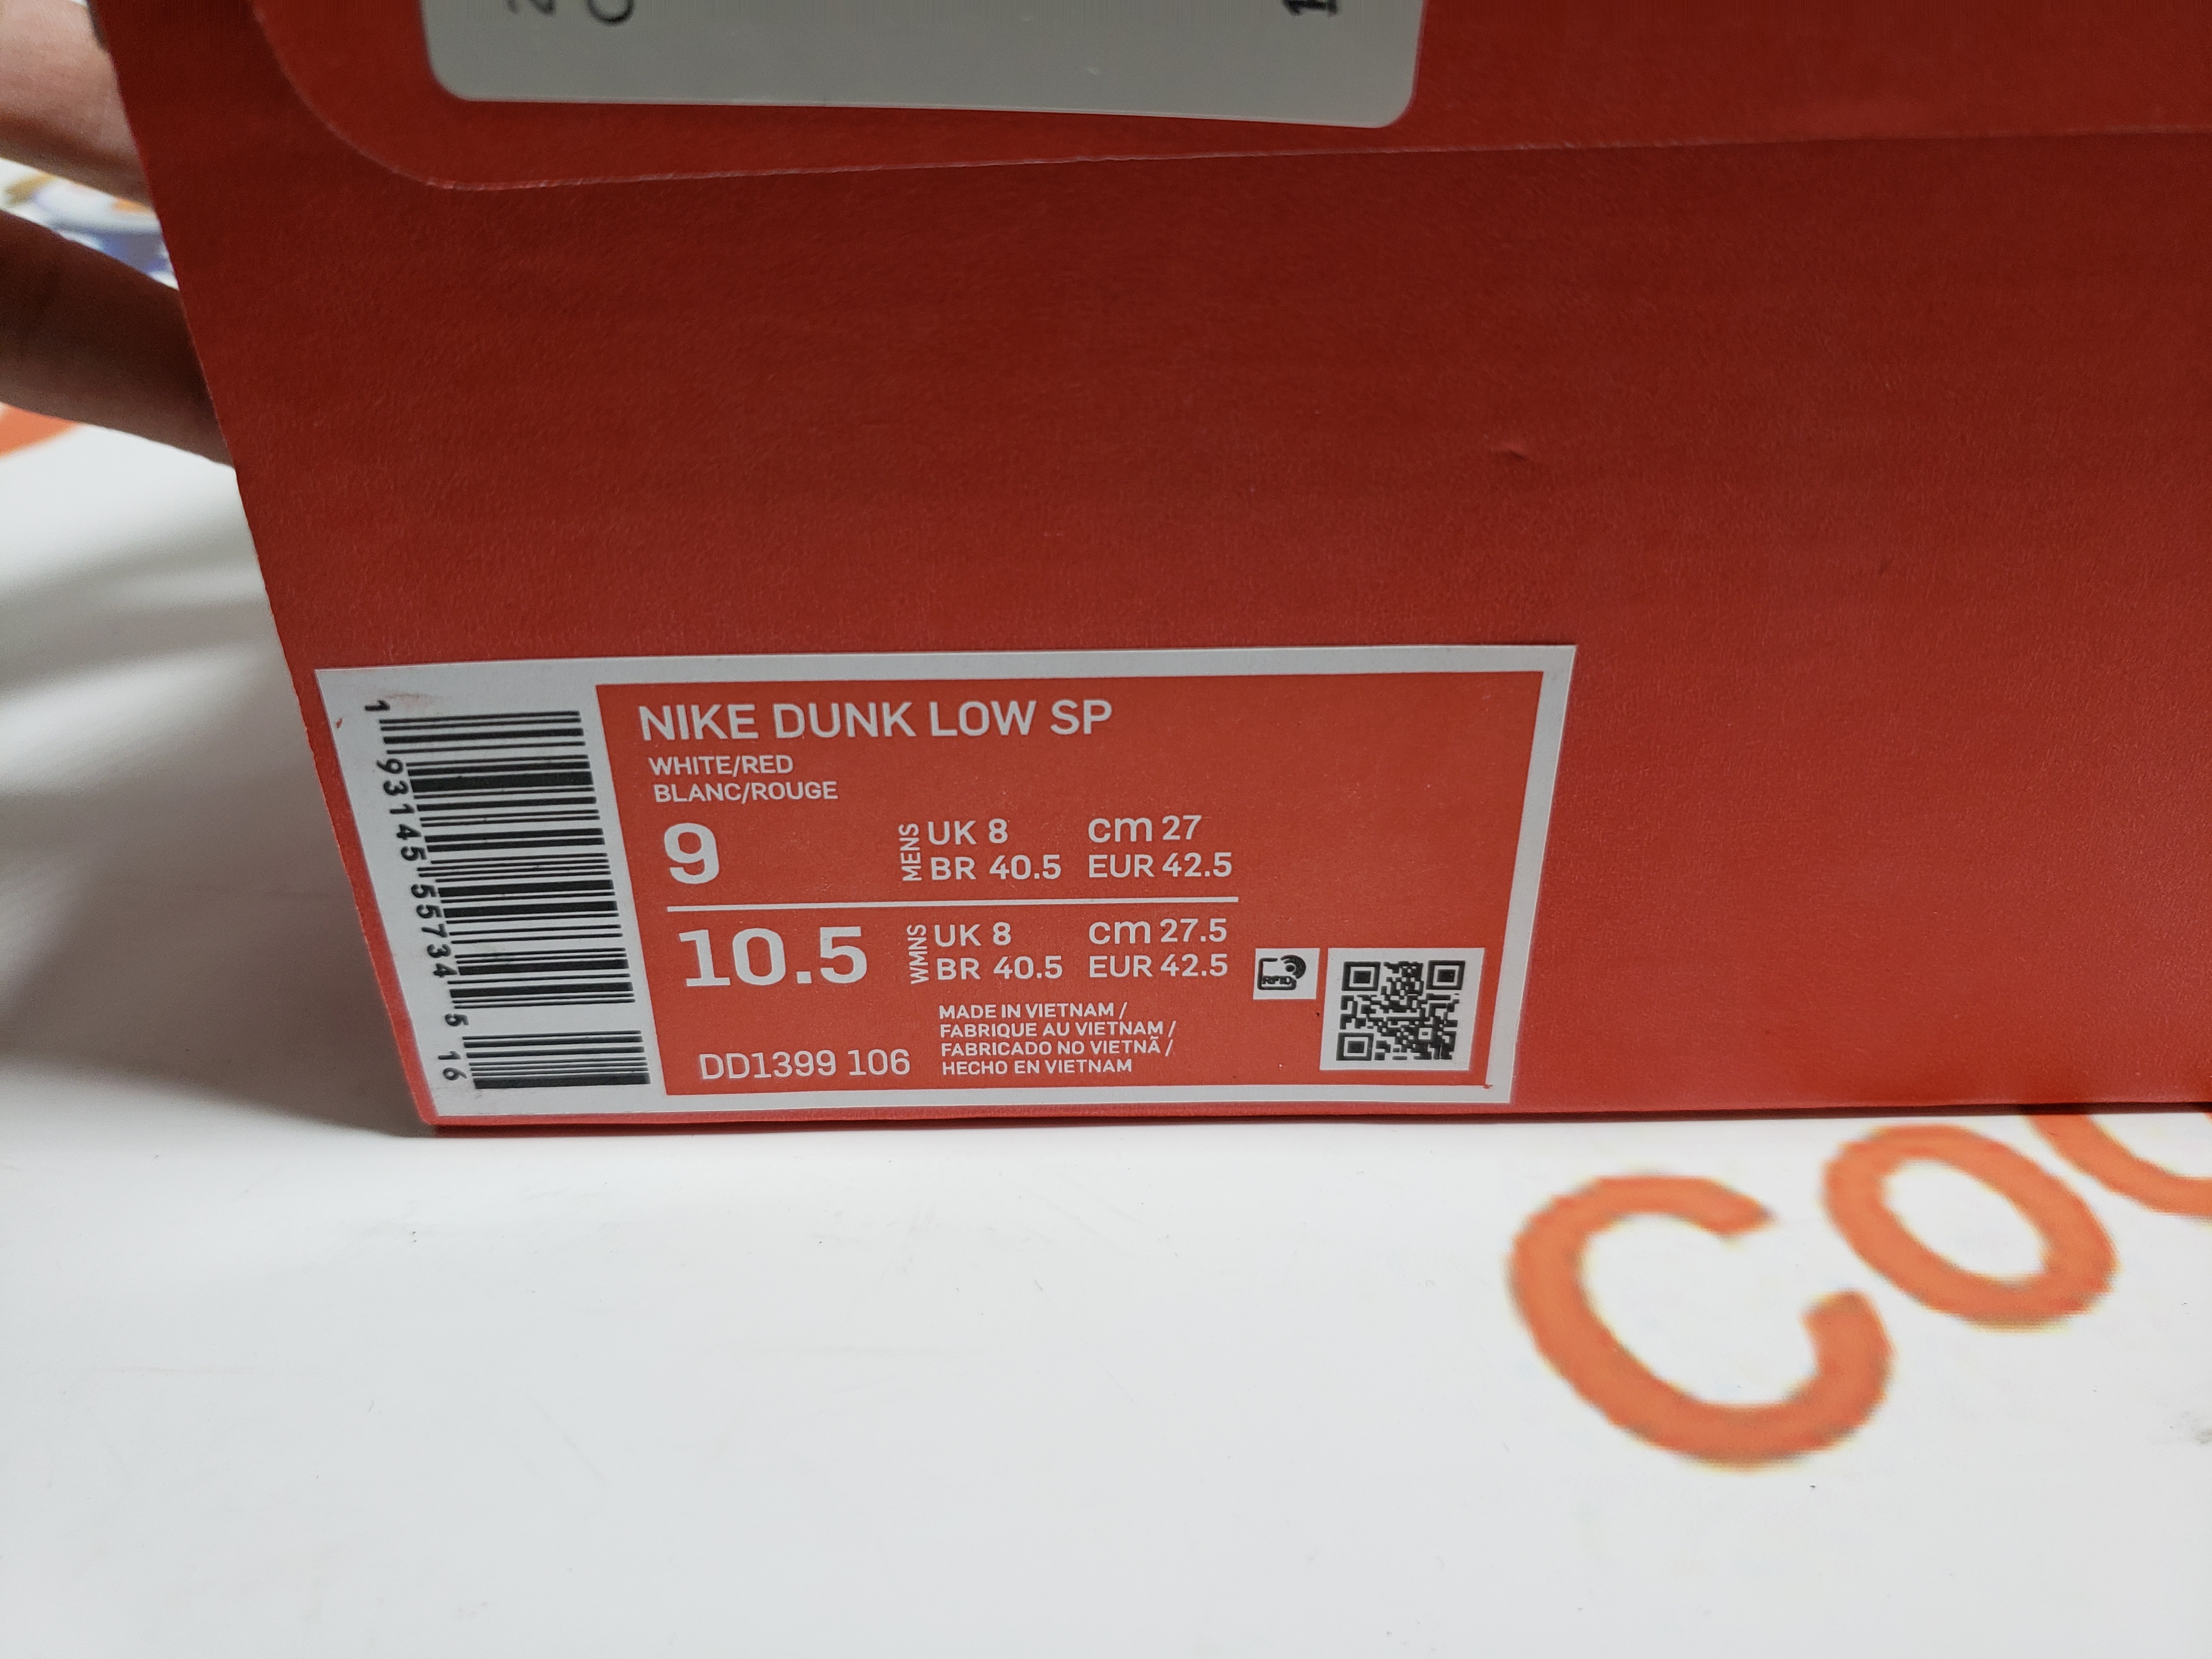 NIKE DUNK LOW SP
WHITE/RED
BLANC/ROUGE
9
MENS
UK 8 cm 27
BR 40.5 EUR 42.5
10.5
WMNS
UK 8 cm 27.5
BR 40.5 EUR 42.5
MADE IN VIETNAM /
FABRIQUE AU VIETNAM /
FABRICADO NO VIETNÃ /
HECHO EN VIETNAM
DD1399 106
1 93145 55734 5 16
RFID